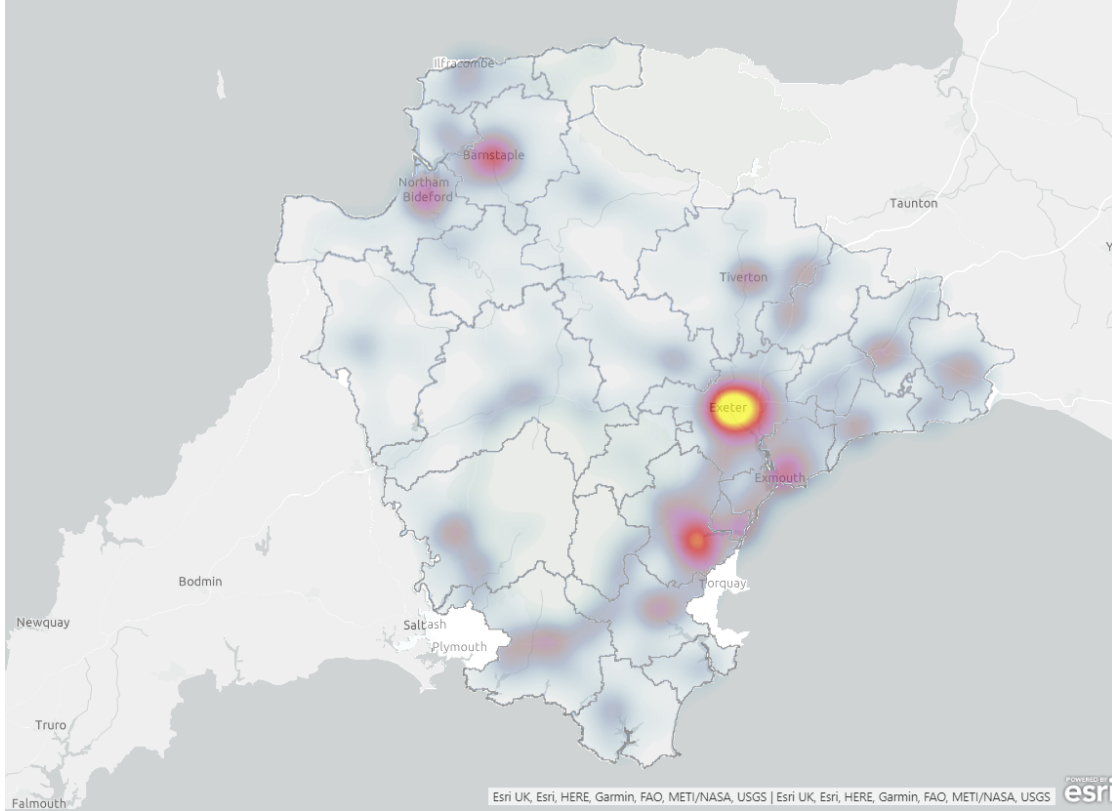 Ilfracombe
Barnstaple
Northam
Bideford
Taunton
Y
Tiverton
Exeter
Exmouth
Bodmin
Torquay
Newquay
Saltash
Plymouth
Truro
Falmouth
POWERED BY
esri
Esri UK, Esri, HERE, Garmin, FAO, METI/NASA, USGS | Esri UK, Esri, HERE, Garmin, FAO, METI/NASA, USGS